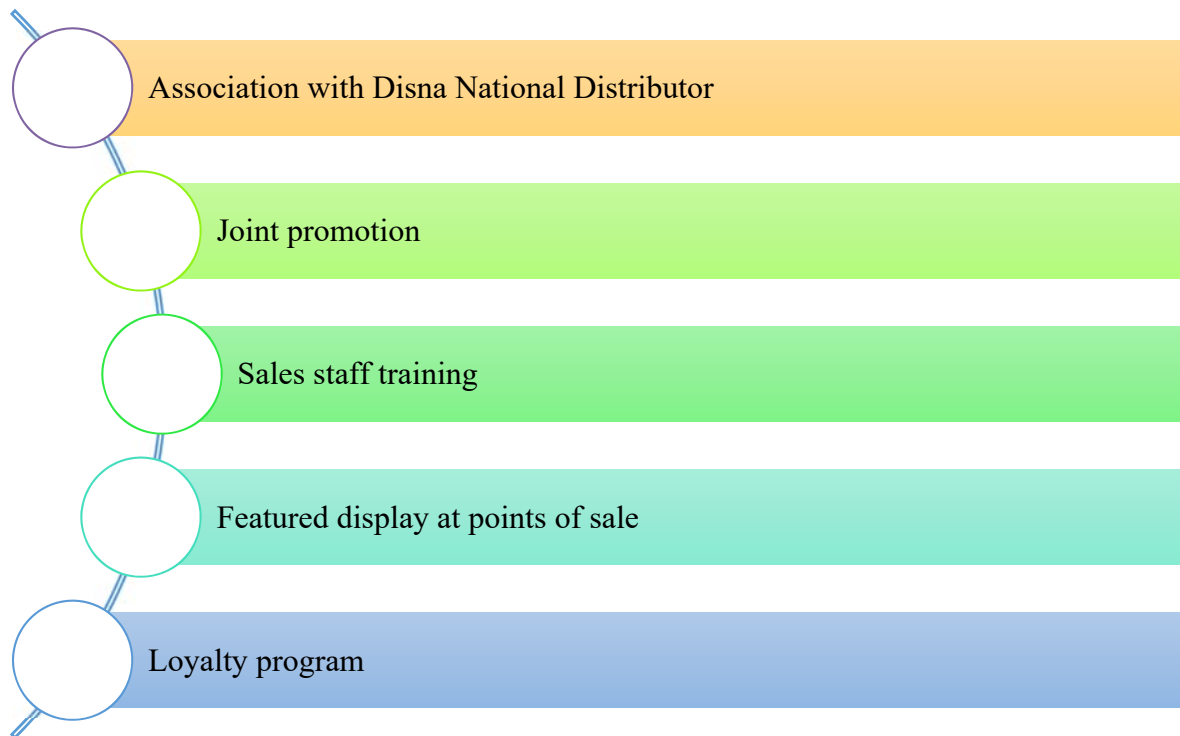 Association with Disna National Distributor
Joint promotion
Sales staff training
Featured display at points of sale
Loyalty program